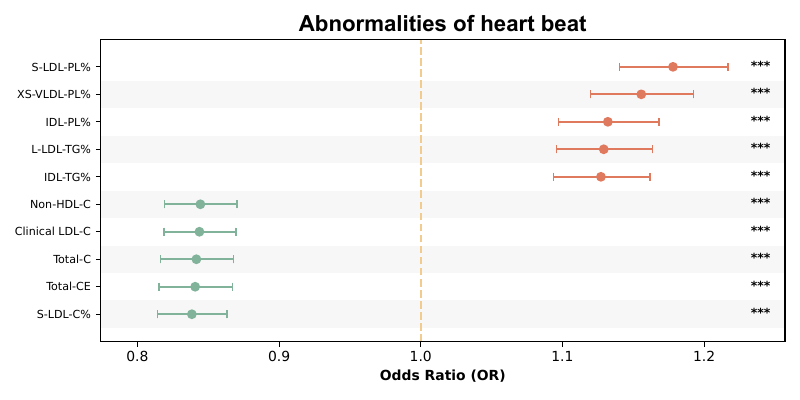 Abnormalities of heart beat
S-LDL-PL% ***
XS-VLDL-PL% ***
IDL-PL% ***
L-LDL-TG% ***
IDL-TG% ***
Non-HDL-C ***
Clinical LDL-C ***
Total-C ***
Total-CE ***
S-LDL-C% ***
0.8 0.9 1.0 1.1 1.2
Odds Ratio (OR)